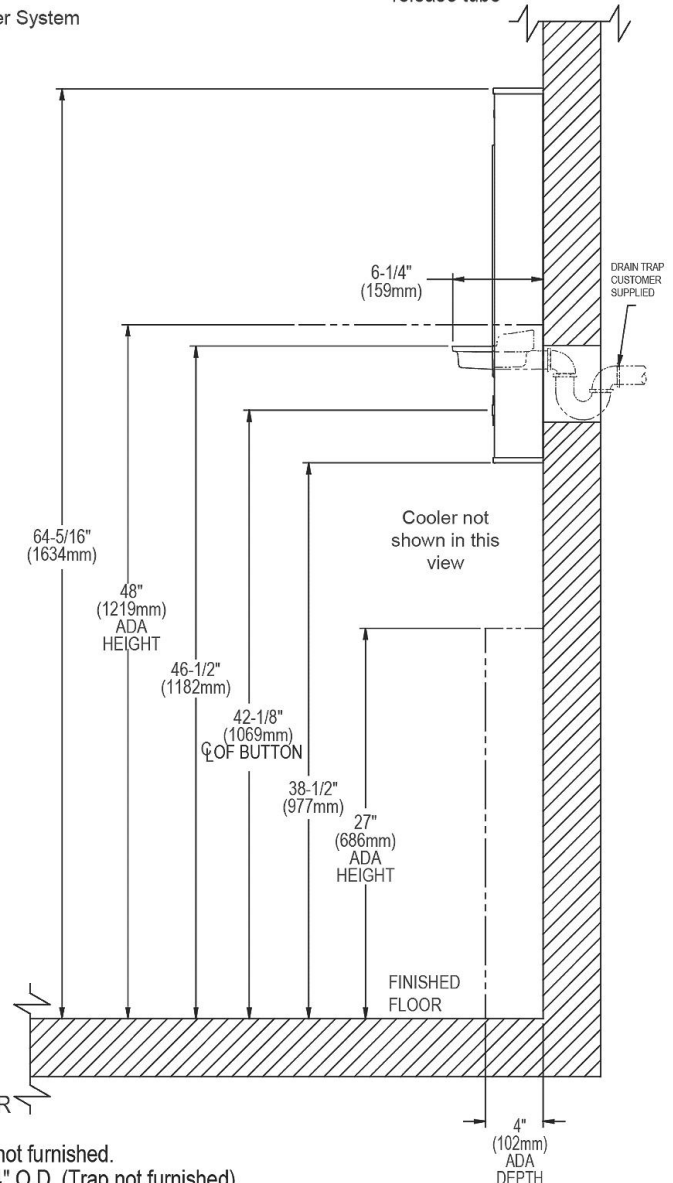 er System
release tube
6-1/4"
(159mm)
DRAIN TRAP
CUSTOMER
SUPPLIED
Cooler not
shown in this
view
64-5/16"
(1634mm)
48"
(1219mm)
ADA
HEIGHT
46-1/2"
(1182mm)
42-1/8"
(1069mm)
℄ OF BUTTON
38-1/2"
(977mm)
27"
(686mm)
ADA
HEIGHT
FINISHED
FLOOR
R
not furnished.
" O.D. (Trap not furnished)
4"
(102mm)
ADA
DEPTH